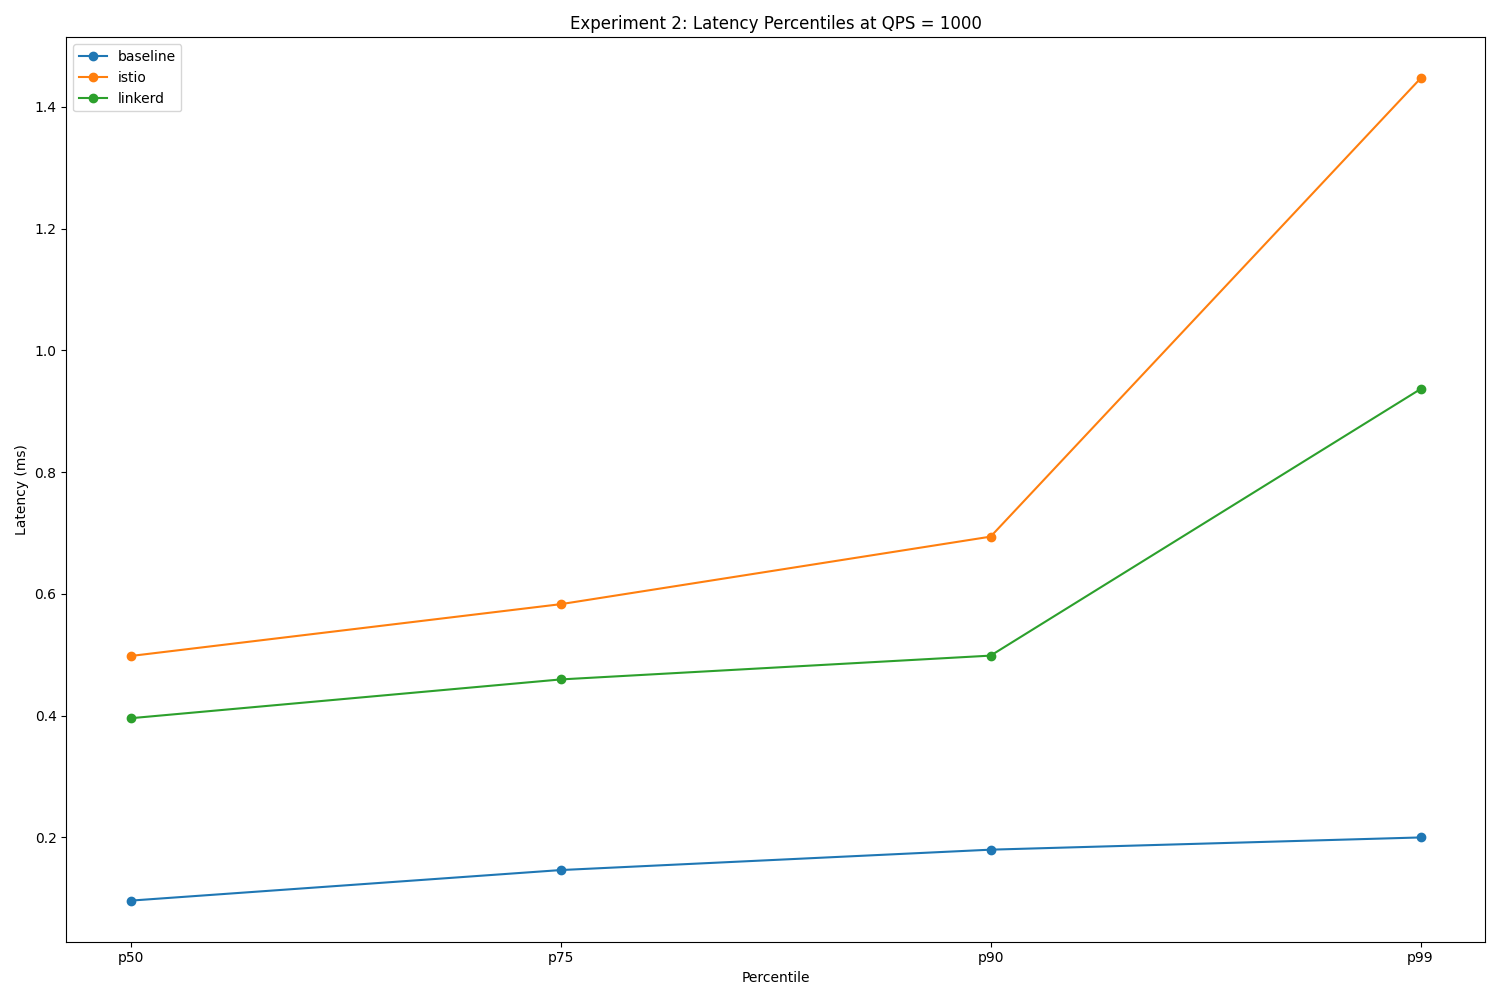 Experiment 2: Latency Percentiles at QPS = 1000
baseline
istio
linkerd
1.4
1.2
1.0
0.8
0.6
0.4
0.2
Latency (ms)
p50 p75 p90 p99
Percentile